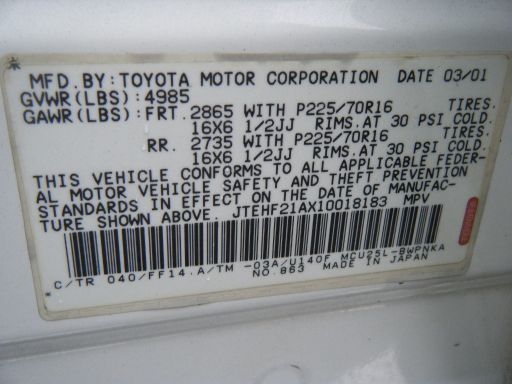 MFD. BY: TOYOTA MOTOR CORPORATION DATE 03/01
GVWR(LBS):4985
GAWR(LBS):FRT. 2865 WITH P225/70R16 TIRES.
16X6 1/2JJ RIMS.AT 30 PSI COLD.
RR. 2735 WITH P225/70R16 TIRES.
16X6 1/2JJ RIMS.AT 30 PSI COLD.
THIS VEHICLE CONFORMS TO ALL APPLICABLE FEDER-
AL MOTOR VEHICLE SAFETY AND THEFT PREVENTION
STANDARDS IN EFFECT ON THE DATE OF MANUFAC-
TURE SHOWN ABOVE. JTEHF21AX10018183 MPV
C/TR 040/FF14.A/TM -03A/U140F MCU25L-BWPNKA
NO.863 MADE IN JAPAN